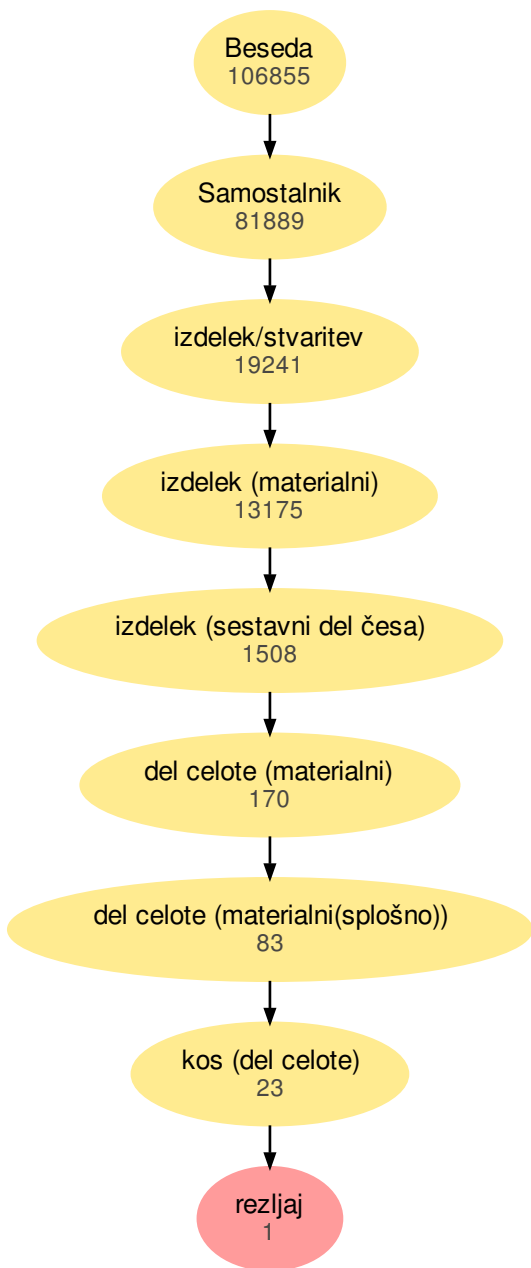 Beseda
106855
Samostalnik
81889
izdelek/stvaritev
19241
izdelek (materialni)
13175
izdelek (sestavni del česa)
1508
del celote (materialni)
170
del celote (materialni(splošno))
83
kos (del celote)
23
rezljaj
1